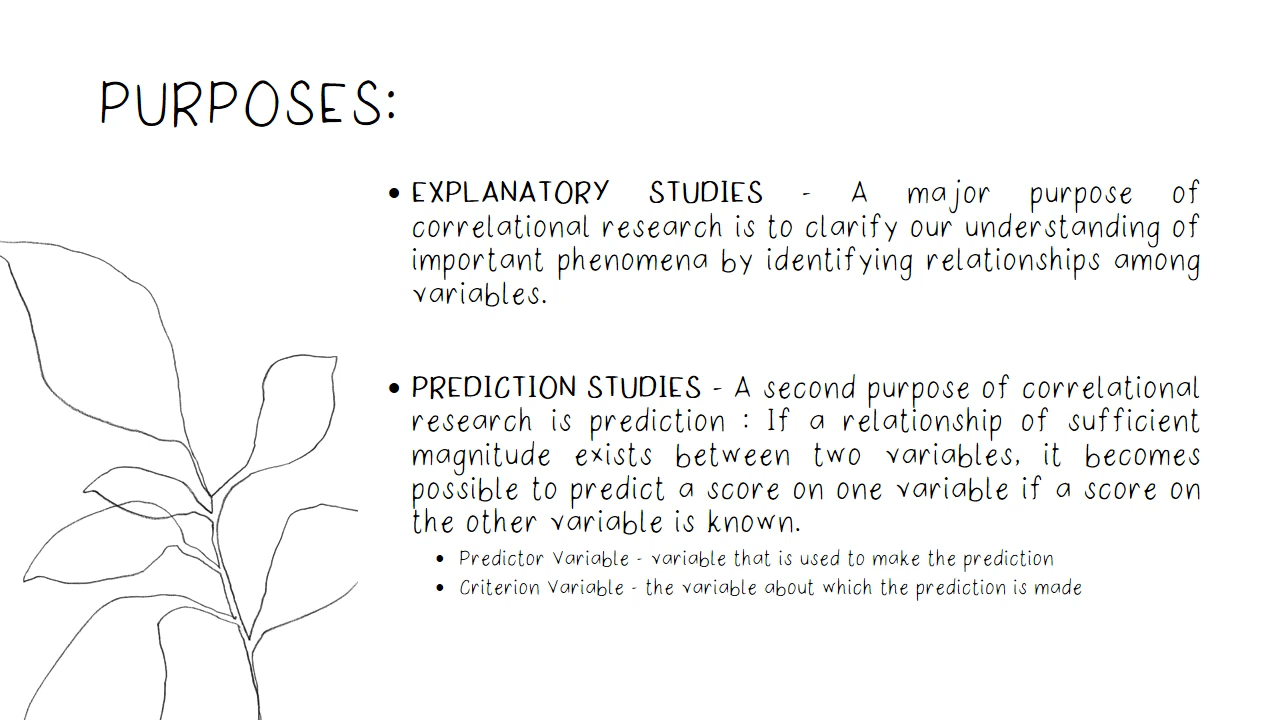 PURPOSES:
• EXPLANATORY STUDIES - A major purpose of
correlational research is to clarify our understanding of
important phenomena by identifying relationships among
variables.
• PREDICTION STUDIES - A second purpose of correlational
research is prediction : If a relationship of sufficient
magnitude exists between two variables, it becomes
possible to predict a score on one variable if a score on
the other variable is known.
• Predictor Variable - variable that is used to make the prediction
• Criterion Variable - the variable about which the prediction is made